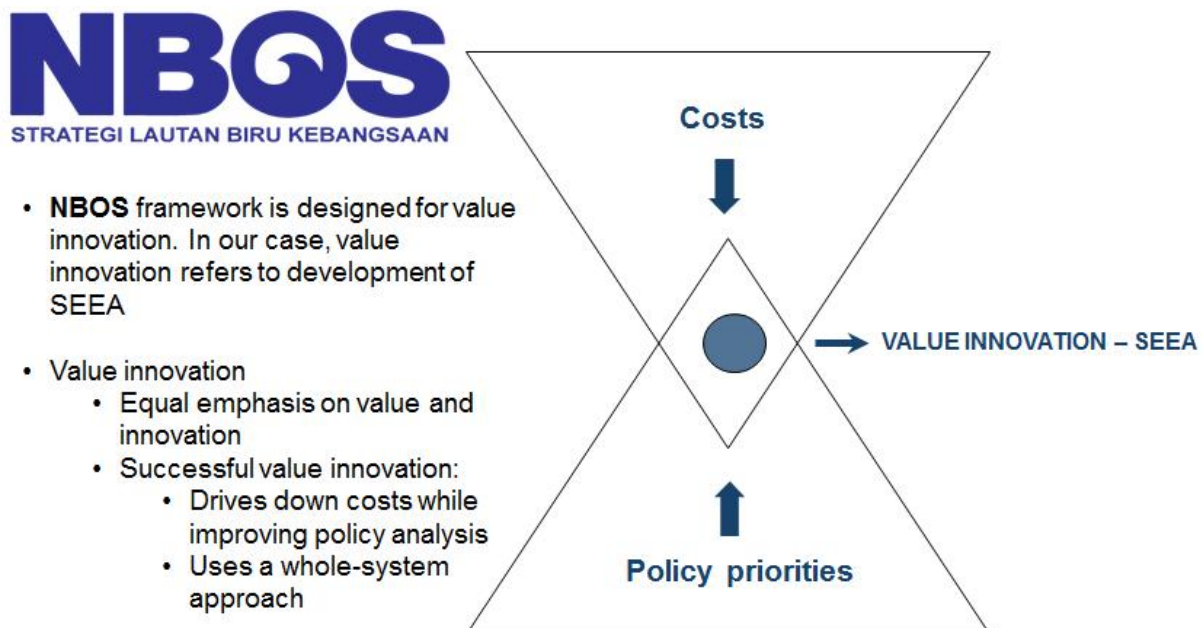 NBOS
STRATEGI LAUTAN BIRU KEBANGSAAN
• NBOS framework is designed for value
innovation. In our case, value
innovation refers to development of
SEEA
• Value innovation
• Equal emphasis on value and
innovation
• Successful value innovation:
• Drives down costs while
improving policy analysis
• Uses a whole-system
approach
Costs
VALUE INNOVATION – SEEA
Policy priorities